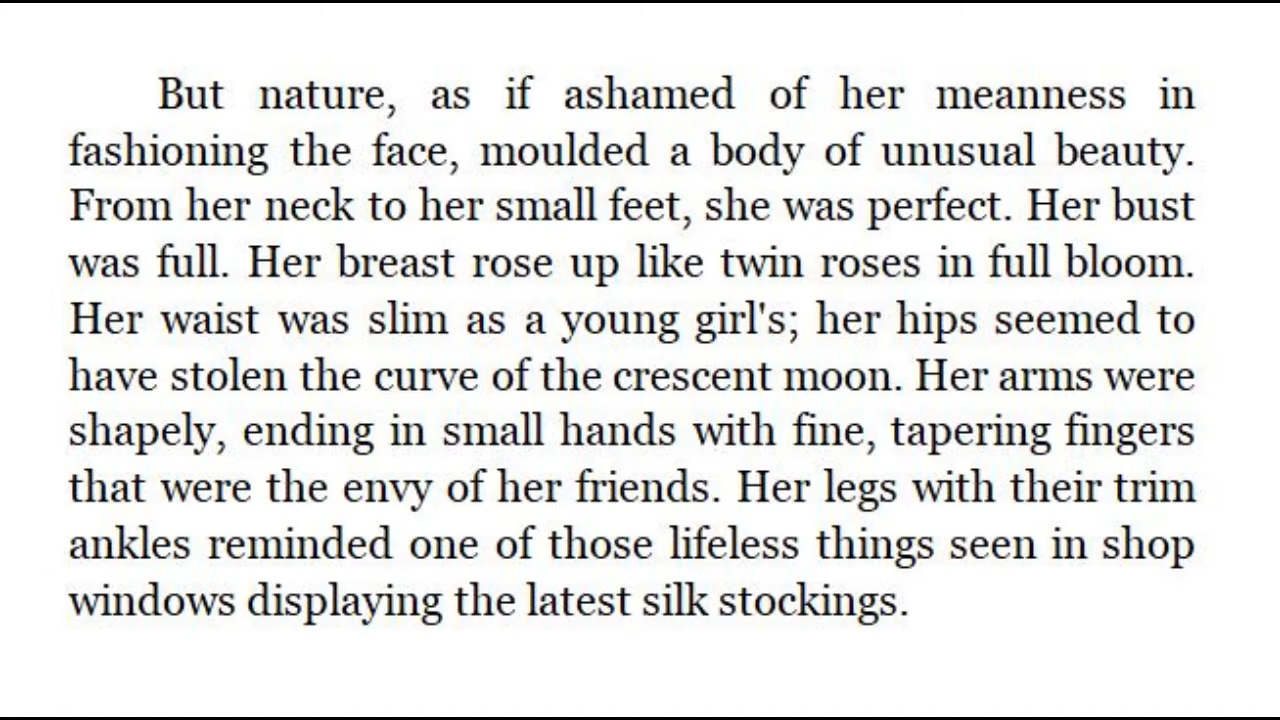 But nature, as if ashamed of her meanness in
fashioning the face, moulded a body of unusual beauty.
From her neck to her small feet, she was perfect. Her bust
was full. Her breast rose up like twin roses in full bloom.
Her waist was slim as a young girl's; her hips seemed to
have stolen the curve of the crescent moon. Her arms were
shapely, ending in small hands with fine, tapering fingers
that were the envy of her friends. Her legs with their trim
ankles reminded one of those lifeless things seen in shop
windows displaying the latest silk stockings.